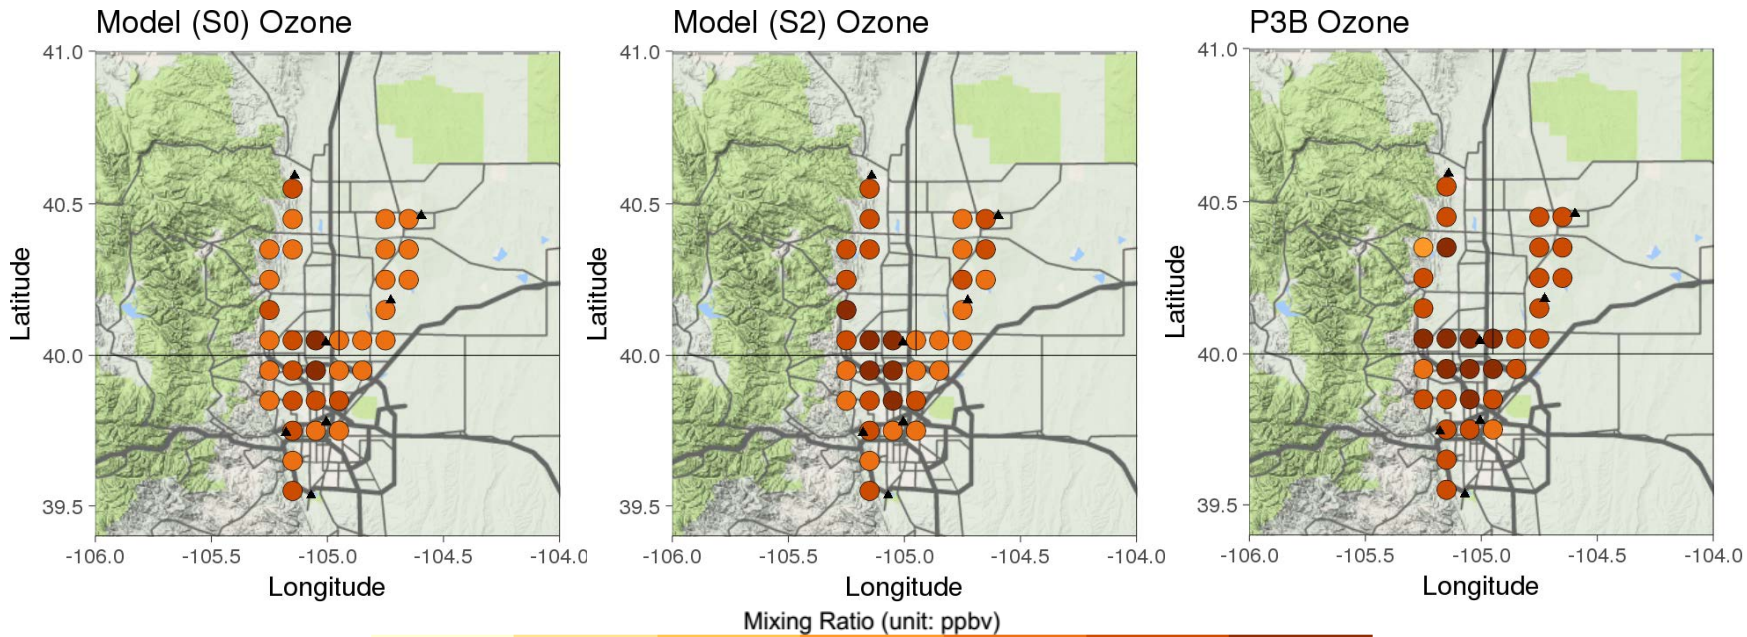 Model (S0) Ozone
Model (S2) Ozone
P3B Ozone
41.0
40.5
40.0
39.5
Latitude
-106.0 -105.5 -105.0 -104.5 -104.0
Longitude
41.0
40.5
40.0
39.5
Latitude
-106.0 -105.5 -105.0 -104.5 -104.0
Longitude
41.0
40.5
40.0
39.5
Latitude
-106.0 -105.5 -105.0 -104.5 -104.0
Longitude
Mixing Ratio (unit: ppbv)